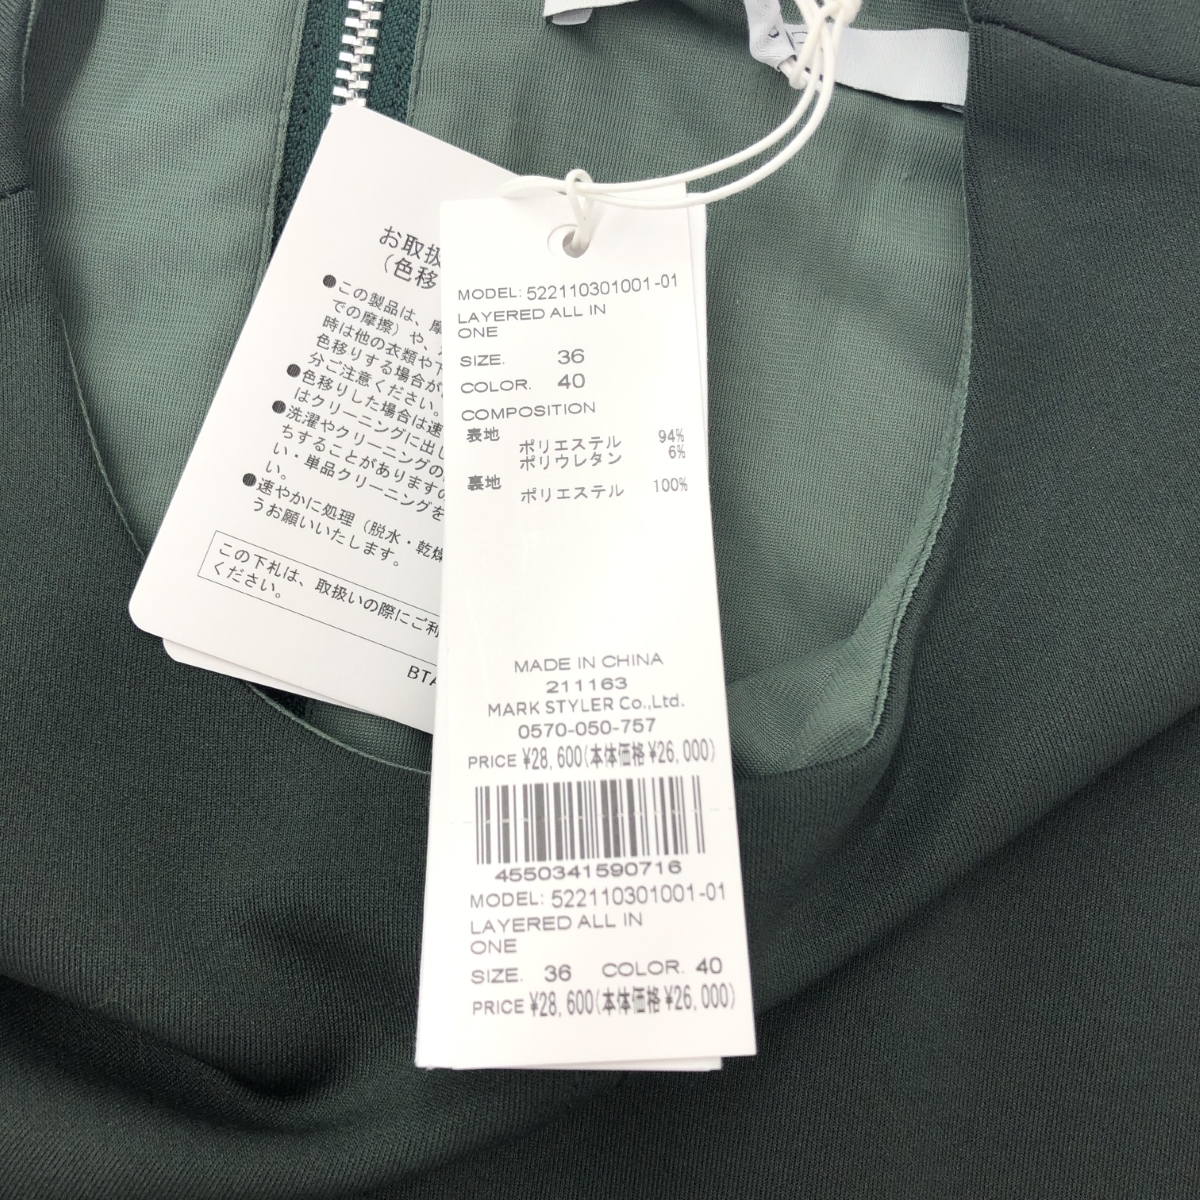 お取扱
(色移
●この製品は、摩
での摩擦)や、
時は他の衣類や下
色移りする場合が
分ご注意ください。
●色移りした場合は速
はクリーニングに出し
●洗濯やクリーニングの
ちすることがありますの
い・単品クリーニングを
い。
●速やかに処理(脱水・乾燥
うお願いいたします。
この下札は、取扱いの際にご利
ください。
BTA
MODEL: 522110301001-01
LAYERED ALL IN
ONE
SIZE. 36
COLOR. 40
COMPOSITION
表地 ポリエステル 94%
ポリウレタン 6%
裏地 ポリエステル 100%
MADE IN CHINA
211163
MARK STYLER Co.,Ltd.
0570-050-757
PRICE ¥28,600(本体価格¥26,000)
4550341590716
MODEL: 522110301001-01
LAYERED ALL IN
ONE
SIZE. 36 COLOR. 40
PRICE ¥28,600(本体価格¥26,000)